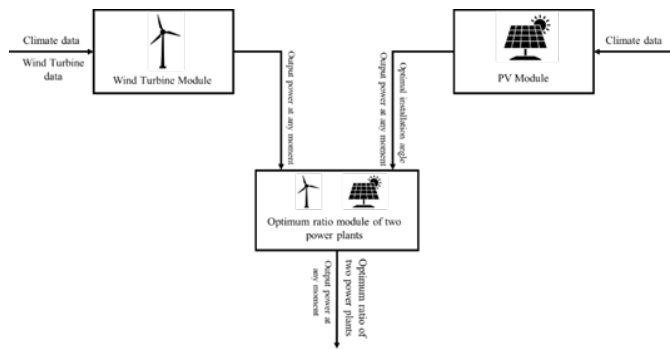 Climate data
Wind Turbine
data
Wind Turbine Module
Output power at any moment
PV Module
Climate data
Optimal installation angle
Output power at any moment
Optimum ratio module of two
power plants
Optimum ratio of
two power plants
Output power at
any moment